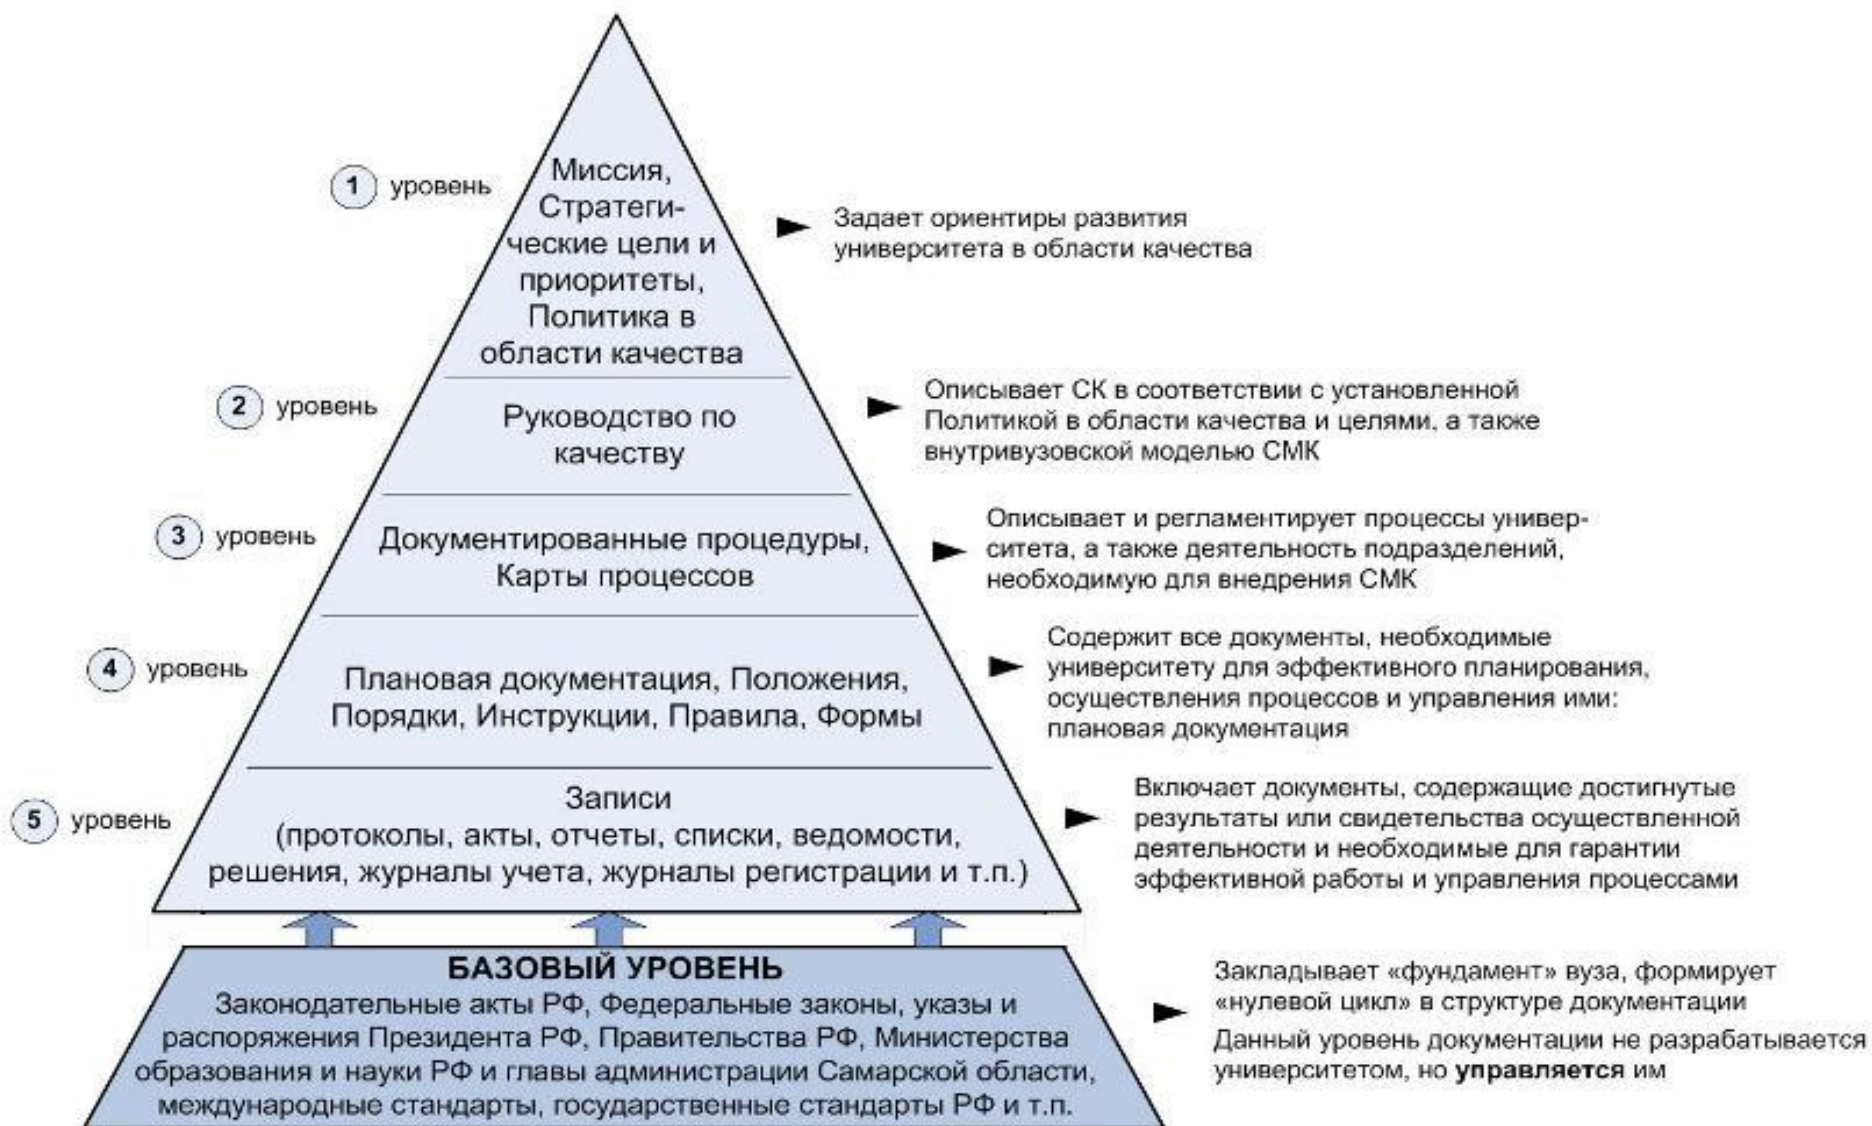 1 уровень
Миссия,
Стратеги-
ческие цели и
приоритеты,
Политика в
области качества
Задает ориентиры развития
университета в области качества
2 уровень
Руководство по
качеству
Описывает СК в соответствии с установленной
Политикой в области качества и целями, а также
внутривузовской моделью СМК
3 уровень
Документированные процедуры,
Карты процессов
Описывает и регламентирует процессы универ-
ситета, а также деятельность подразделений,
необходимую для внедрения СМК
4 уровень
Плановая документация, Положения,
Порядки, Инструкции, Правила, Формы
Содержит все документы, необходимые
университету для эффективного планирования,
осуществления процессов и управления ими:
плановая документация
5 уровень
Записи
(протоколы, акты, отчеты, списки, ведомости,
решения, журналы учета, журналы регистрации и т.п.)
Включает документы, содержащие достигнутые
результаты или свидетельства осуществленной
деятельности и необходимые для гарантии
эффективной работы и управления процессами
БАЗОВЫЙ УРОВЕНЬ
Законодательные акты РФ, Федеральные законы, указы и
распоряжения Президента РФ, Правительства РФ, Министерства
образования и науки РФ и главы администрации Самарской области,
международные стандарты, государственные стандарты РФ и т.п.
Закладывает «фундамент» вуза, формирует
«нулевой цикл» в структуре документации
Данный уровень документации не разрабатывается
университетом, но управляется им